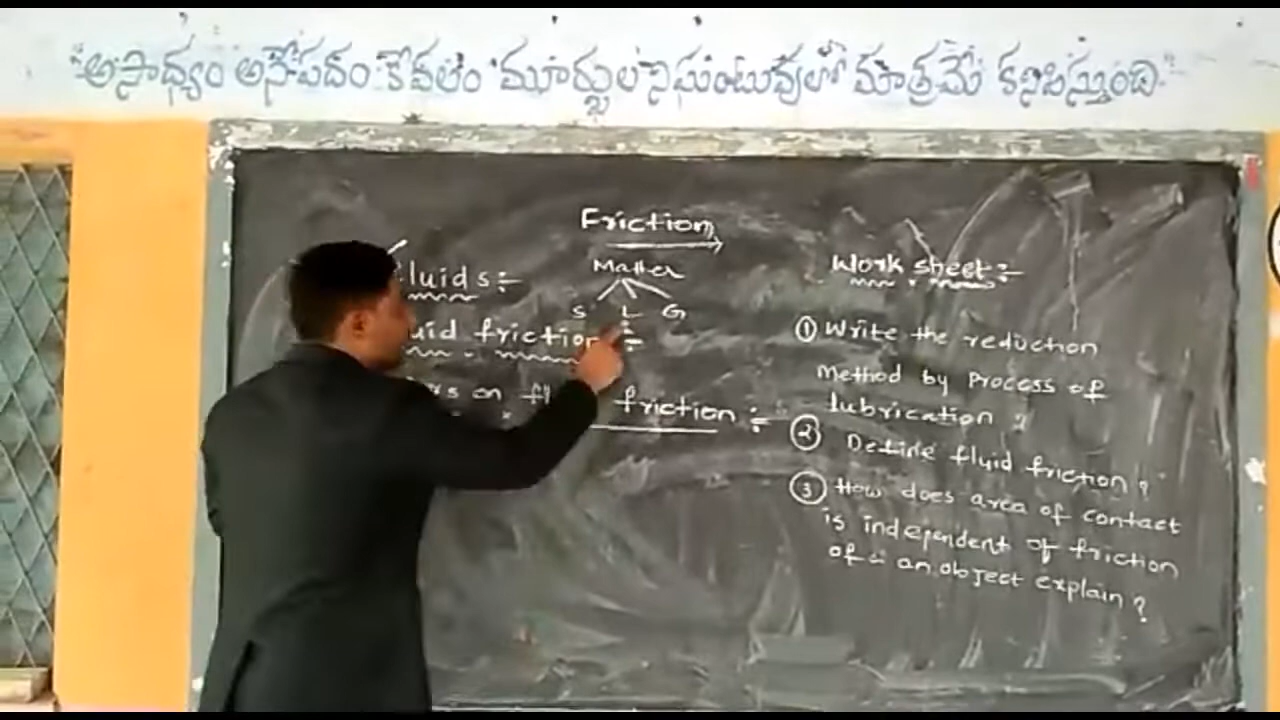 "అసాధ్యం అనేపదం కేవలం 'మూర్ఖుల నిఘంటువులో మాత్రమే కనిపిస్తుంది"
Friction
Matter
S L G
luids :-
uid friction :-
rs on fl friction :-
Work sheet :-
① Write the reduction
Method by Process of
lubrication ?
② Define fluid friction ?
③ How does area of contact
is independent of friction
of an object explain ?